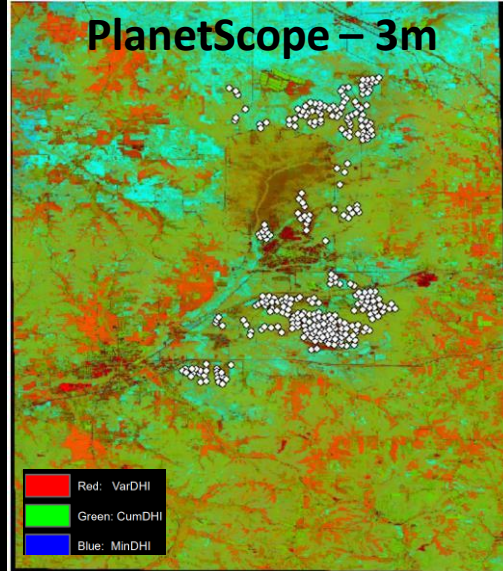 PlanetScope – 3m
Red: VarDHI
Green: CumDHI
Blue: MinDHI